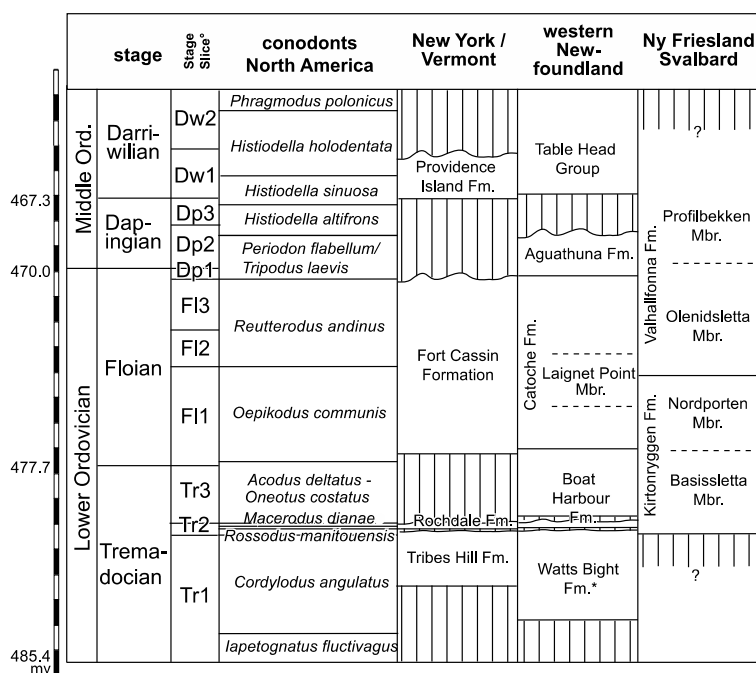 stage
Stage
Slice°
conodonts
North America
New York /
Vermont
western
New-
foundland
Ny Friesland
Svalbard
467.3
470.0
477.7
485.4
my
Middle Ord.
Lower Ordovician
Darri-
wilian
Dap-
ingian
Floian
Trema-
docian
Dw2
Dw1
Dp3
Dp2
Dp1
Fl3
Fl2
Fl1
Tr3
Tr2
Tr1
Phragmodus polonicus
Histiodella holodentata
Histiodella sinuosa
Histiodella altifrons
Periodon flabellum/
Tripodus laevis
Reutterodus andinus
Oepikodus communis
Acodus deltatus -
Oneotus costatus
Macerodus dianae
Rossodus manitouensis
Cordylodus angulatus
Iapetognatus fluctivagus
Providence
Island Fm.
Fort Cassin
Formation
Rochdale Fm.
Tribes Hill Fm.
Table Head
Group
Aguathuna Fm.
Catoche Fm.
Laignet Point
Mbr.
Boat
Harbour
Fm.
Watts Bight
Fm.*
?
Valhallfonna Fm.
Profilbekken
Mbr.
Olenidsletta
Mbr.
Kirtonryggen Fm.
Nordporten
Mbr.
Basissletta
Mbr.
?